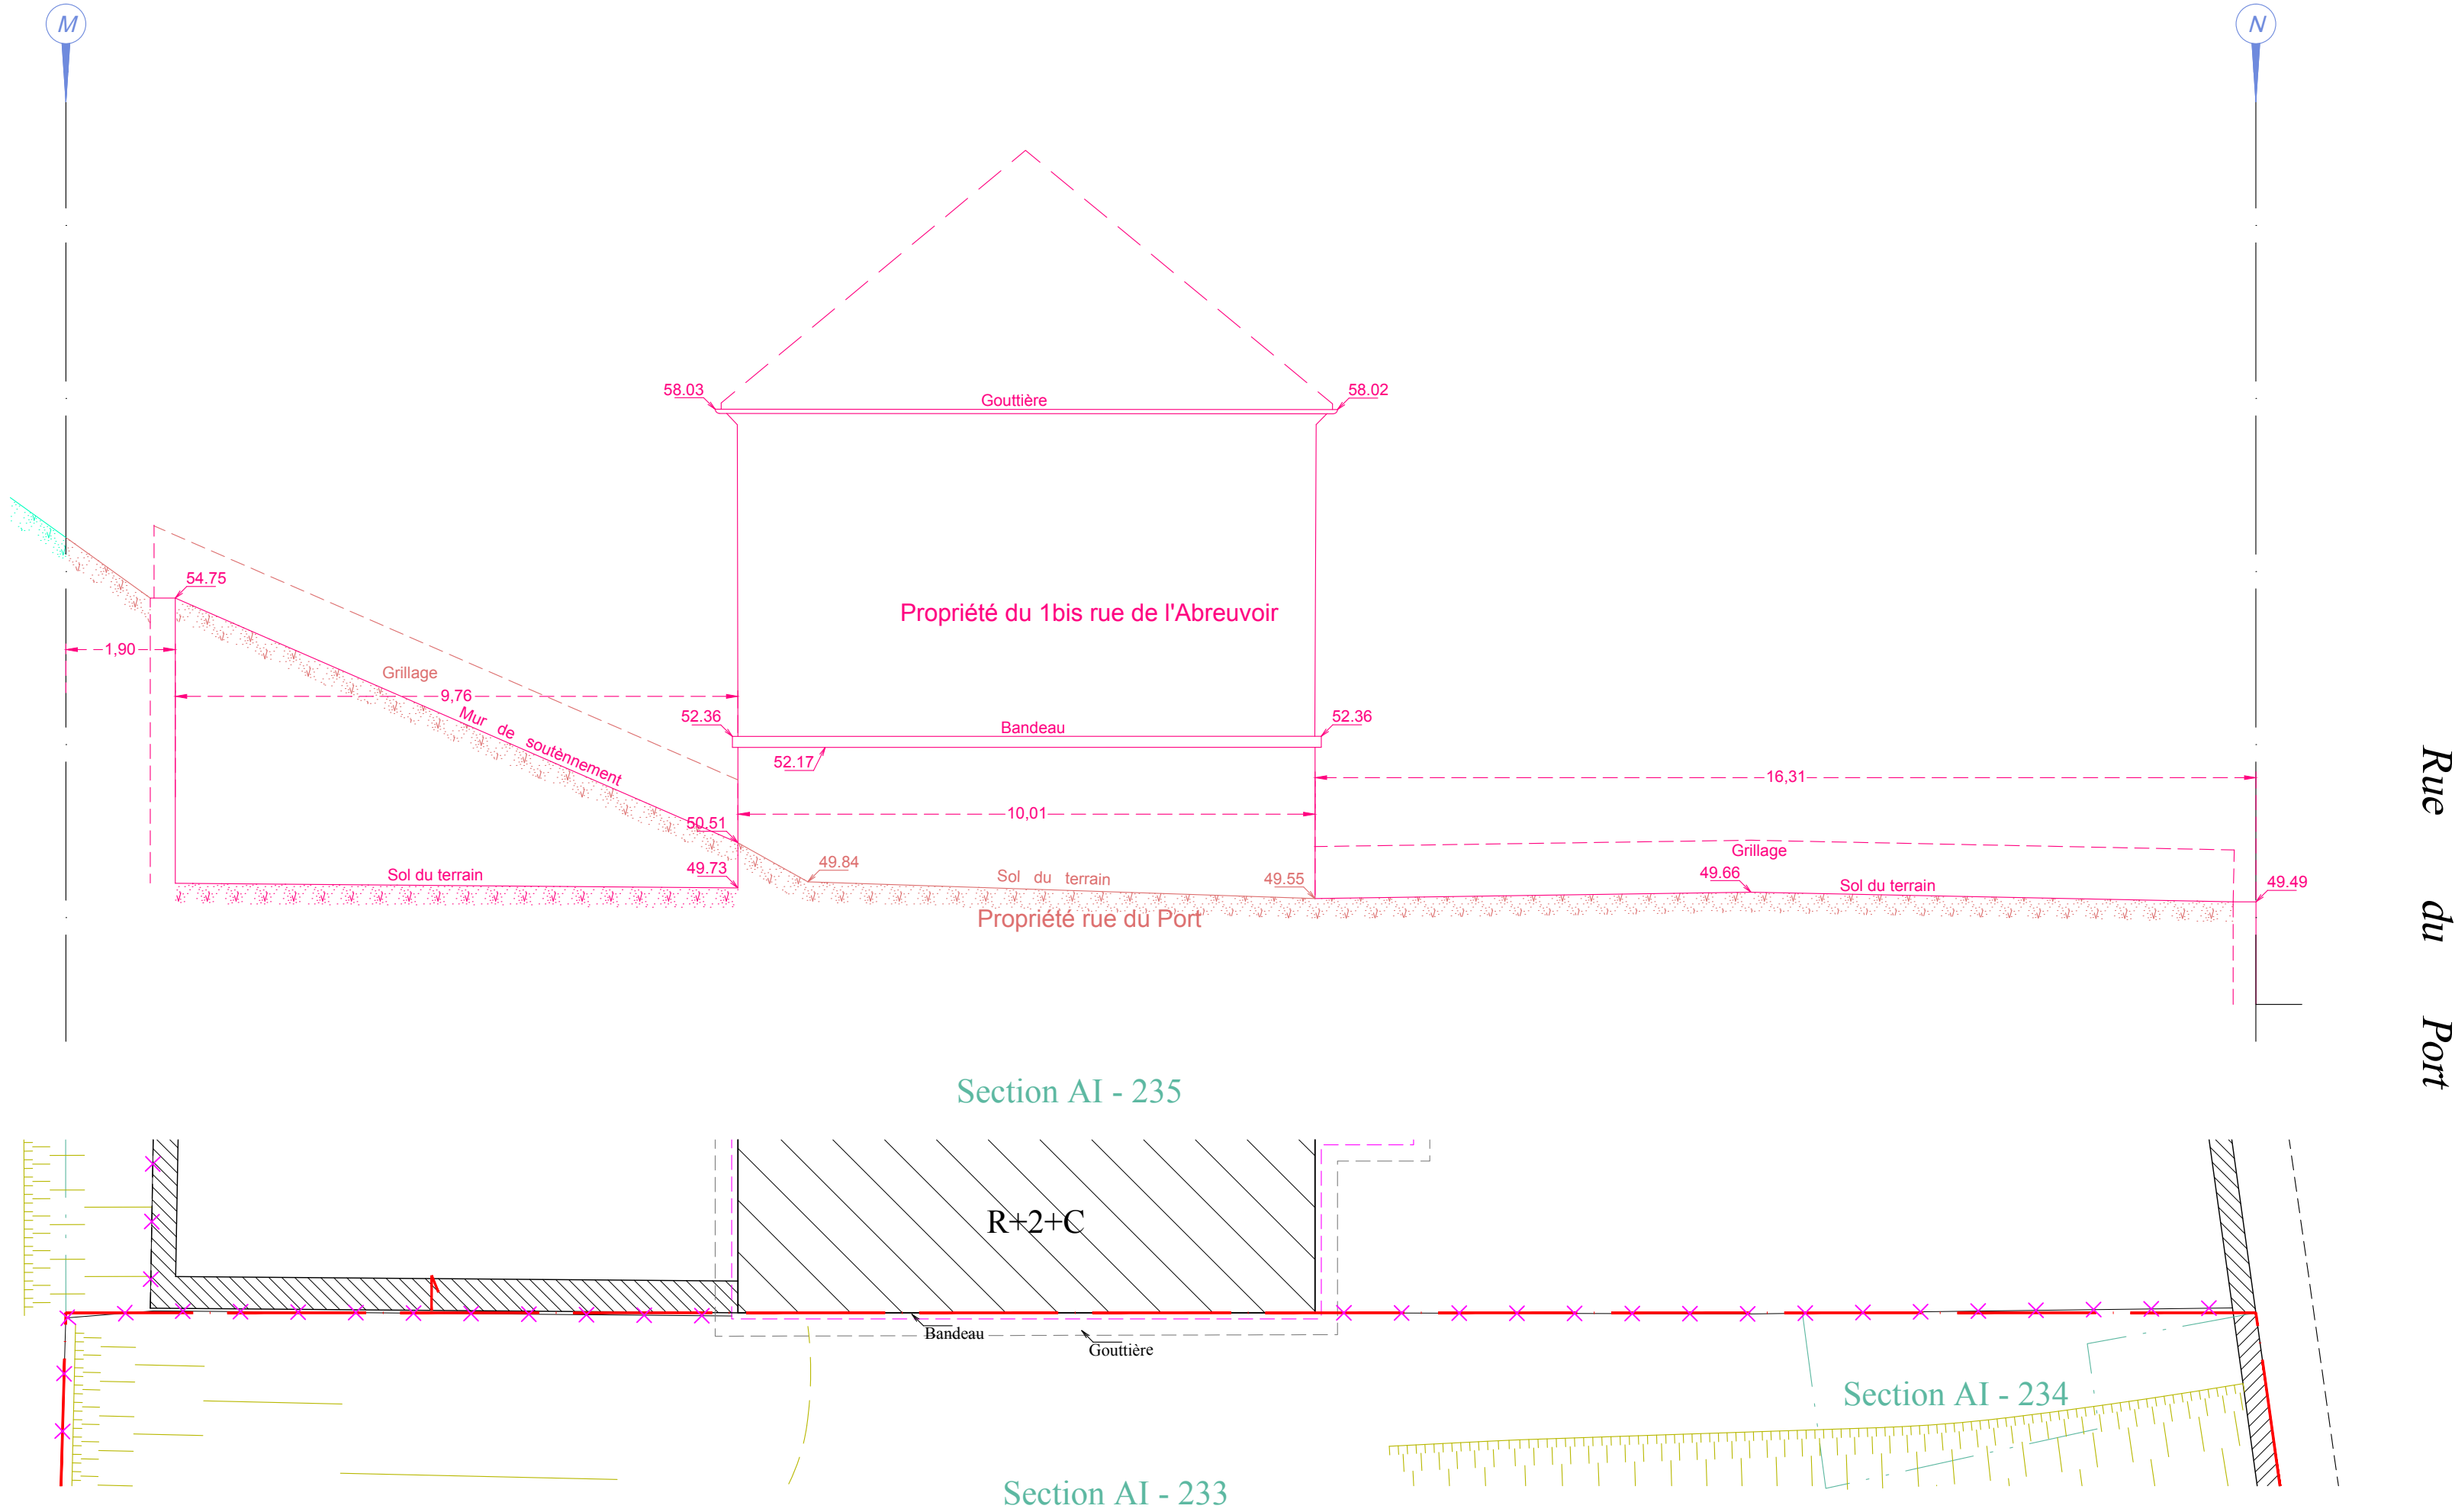 M
N
58.03
Gouttière
58.02
54.75
Propriété du 1bis rue de l'Abreuvoir
1,90
Grillage
9,76
Mur de soutènnement
52.36
Bandeau
52.36
52.17
16,31
10,01
50.51
Grillage
49.84
49.73
Sol du terrain
Sol du terrain
49.55
49.66
Sol du terrain
49.49
Propriété rue du Port
Rue du Port
Section AI - 235
R+2+C
Bandeau
Gouttière
Section AI - 234
Section AI - 233